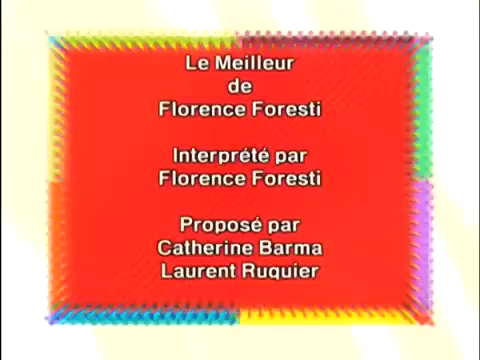 Le Meilleur
de
Florence Foresti
Interprété par
Florence Foresti
Proposé par
Catherine Barma
Laurent Ruquier